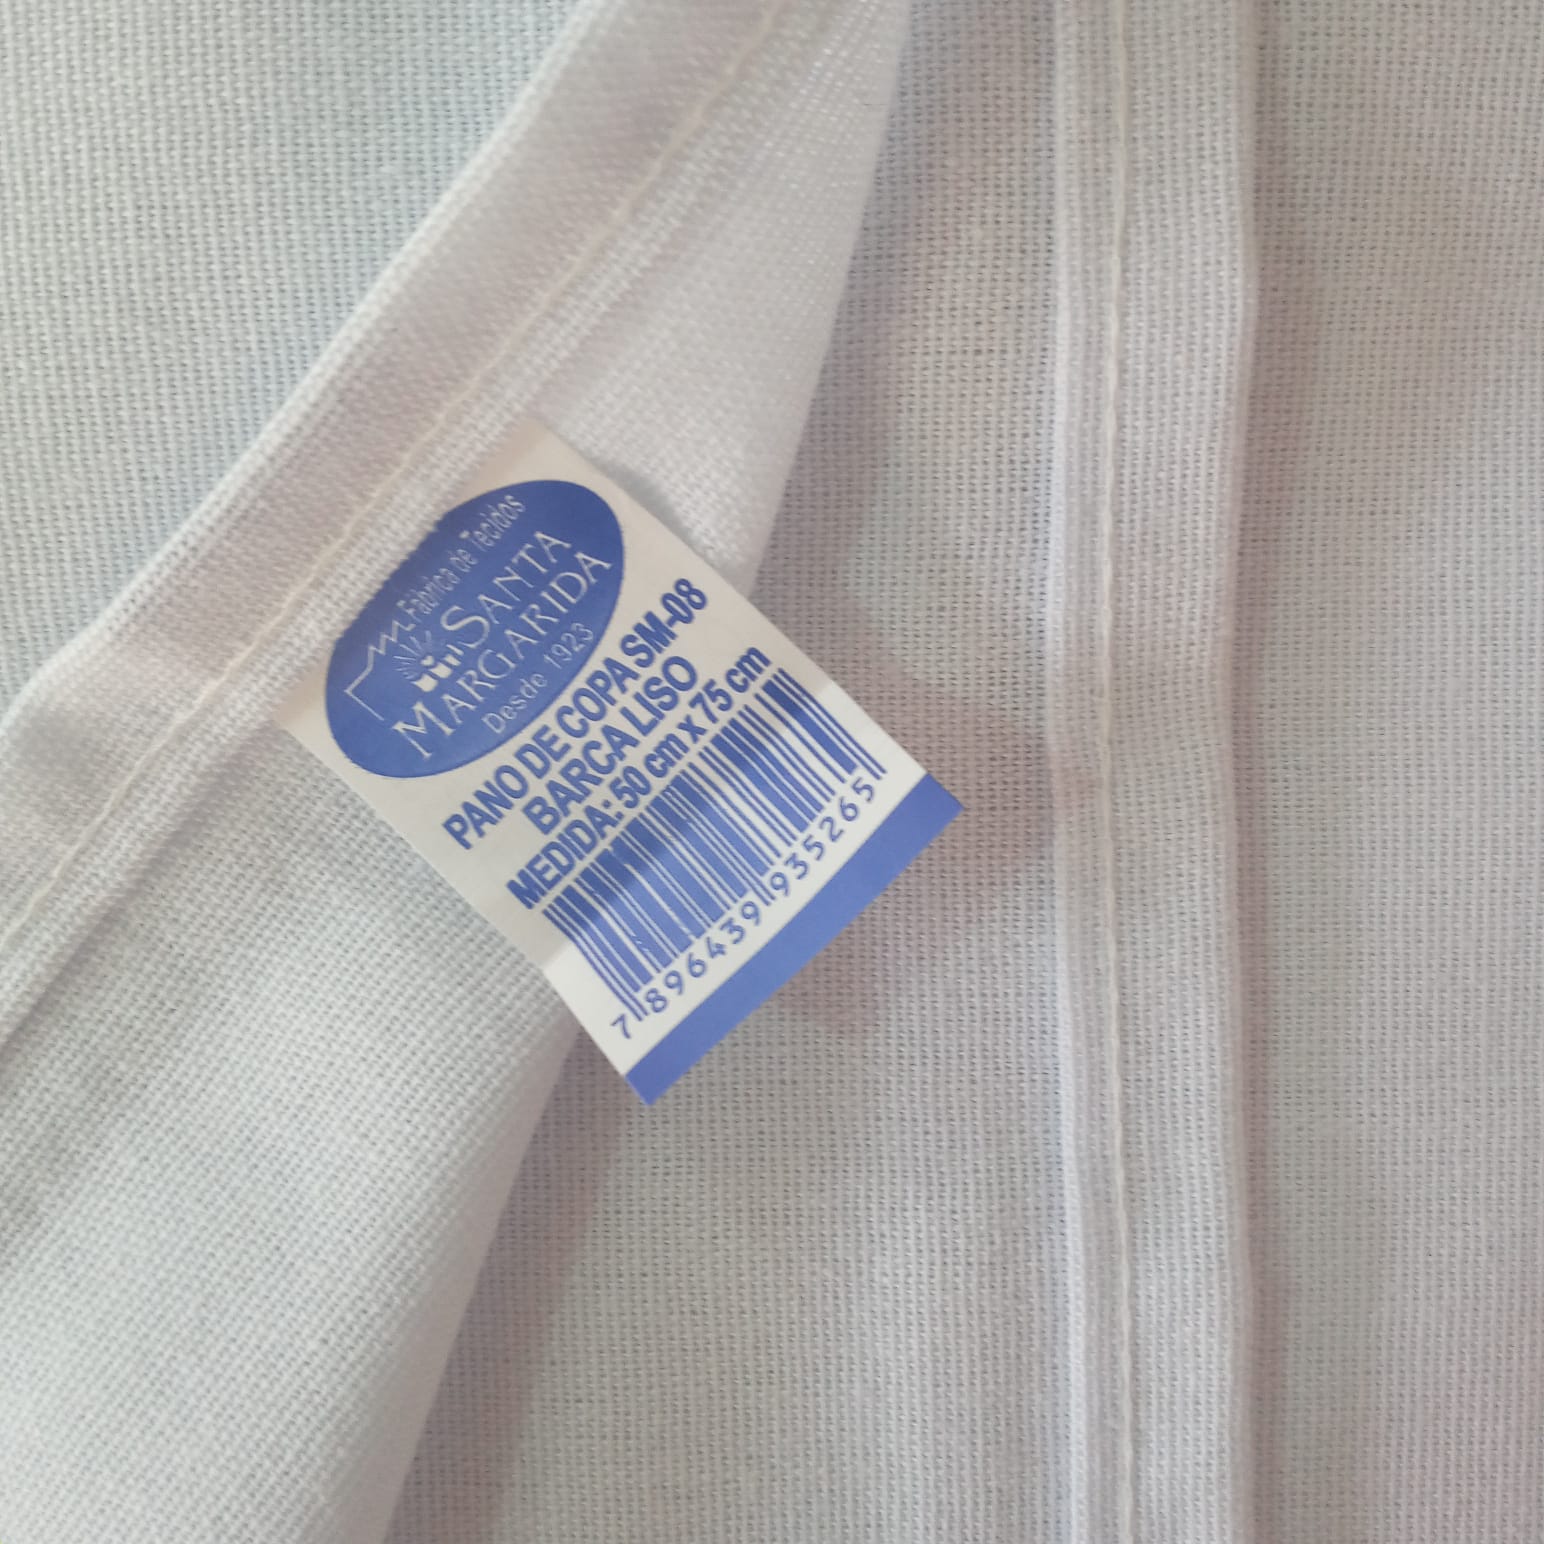 Fábrica de Tecidos
SANTA
MARGARIDA
Desde 1923
PANO DE COPA SM-08
BARCA LISO
MEDIDA: 50 cm x 75 cm
7 896439 935265